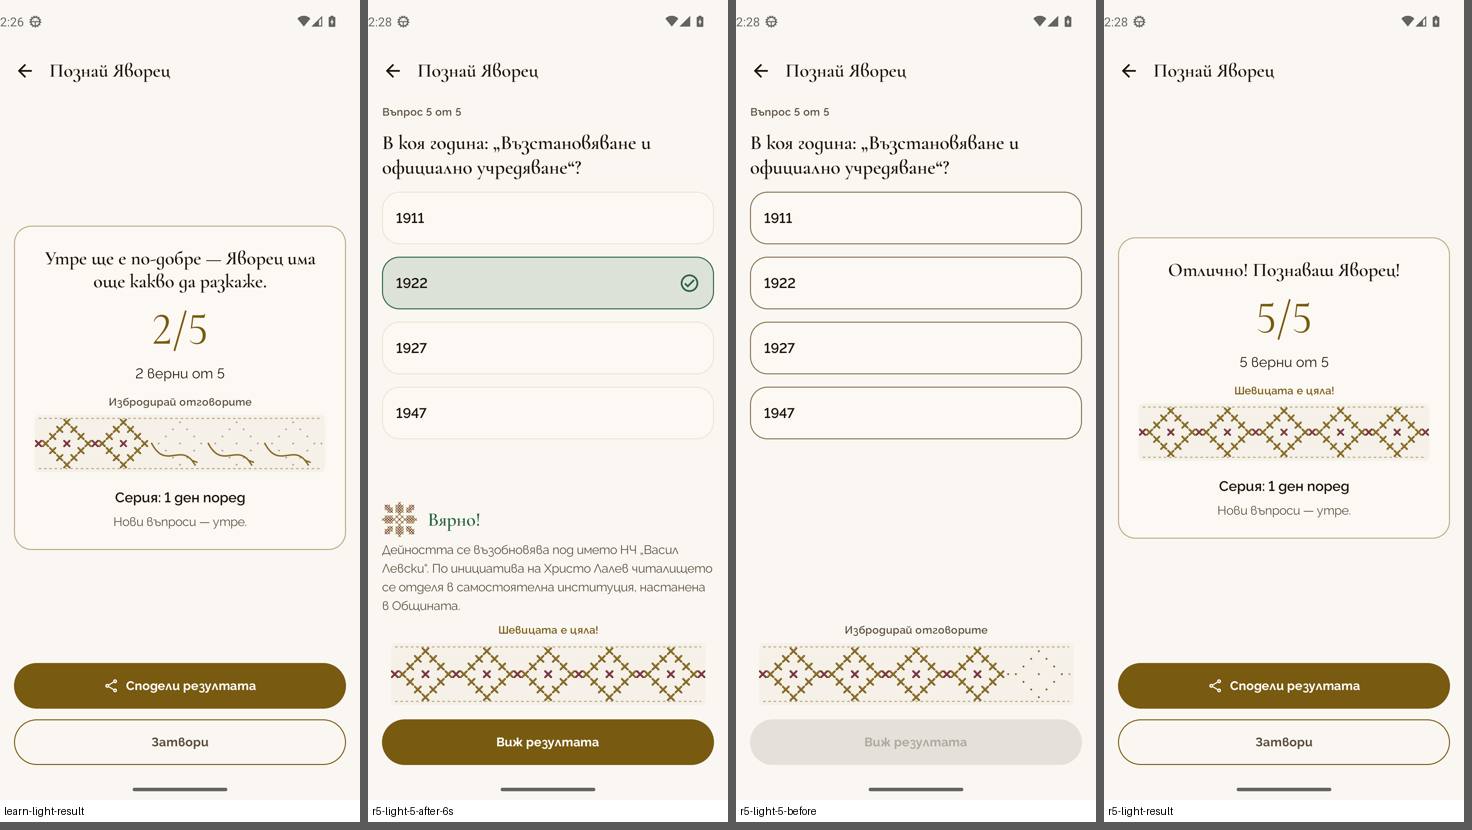 2:26
Познай Яворец
Утре ще е по-добре — Яворец има
още какво да разкаже.
2/5
2 верни от 5
Избродирай отговорите
Серия: 1 ден поред
Нови въпроси — утре.
Сподели резултата
Затвори
learn-light-result
2:28
Познай Яворец
Въпрос 5 от 5
В коя година: „Възстановяване и
официално учредяване“?
1911
1922
1927
1947
Вярно!
Дейността се възобновява под името НЧ „Васил
Левски“. По инициатива на Христо Лалев читалището
се отделя в самостоятелна институция, настанена
в Общината.
Шевицата е цяла!
Виж резултата
r5-light-5-after-6s
2:28
Познай Яворец
Въпрос 5 от 5
В коя година: „Възстановяване и
официално учредяване“?
1911
1922
1927
1947
Избродирай отговорите
Виж резултата
r5-light-5-before
2:28
Познай Яворец
Отлично! Познаваш Яворец!
5/5
5 верни от 5
Шевицата е цяла!
Серия: 1 ден поред
Нови въпроси — утре.
Сподели резултата
Затвори
r5-light-result